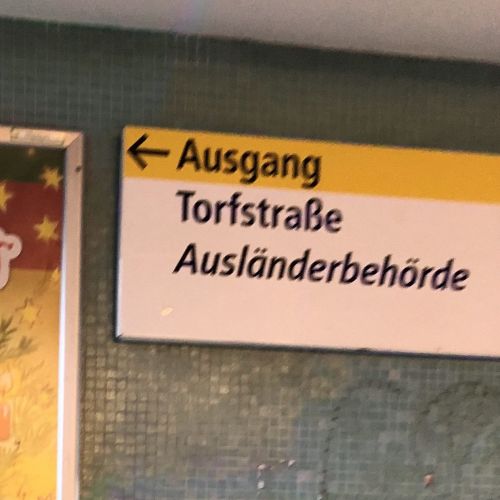 ← Ausgang
Torfstraße
Ausländerbehörde